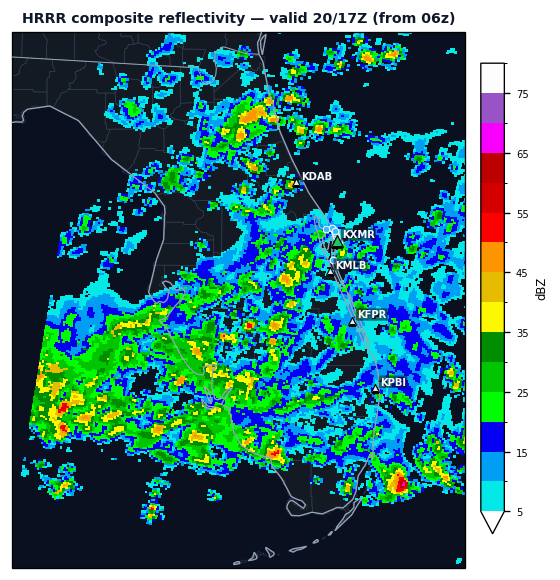 HRRR composite reflectivity — valid 20/17Z (from 06z)
KDAB
KXMR
KMLB
KFPR
KPBI
75
65
55
45
35
25
15
5
dBZ